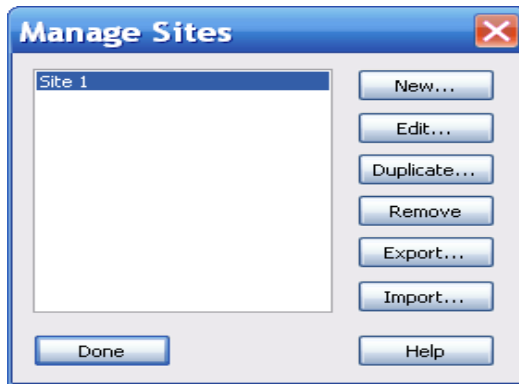 Manage Sites
Site 1
New...
Edit...
Duplicate...
Remove
Export...
Import...
Done
Help